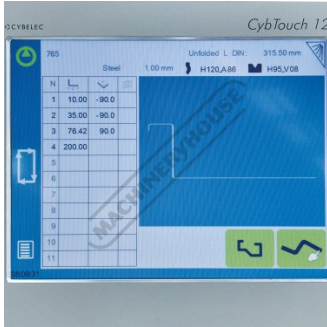 CYBELEC CybTouch 12
765 Unfolded L DIN: 315.50 mm
Steel 1.00 mm H120,A86 H95,V08
N
1 10.00 -90.0
2 35.00 -90.0
3 76.42 90.0
4 200.00
5
6
7
8
9
10
11
MACHINERYHOUSE
08:09:31